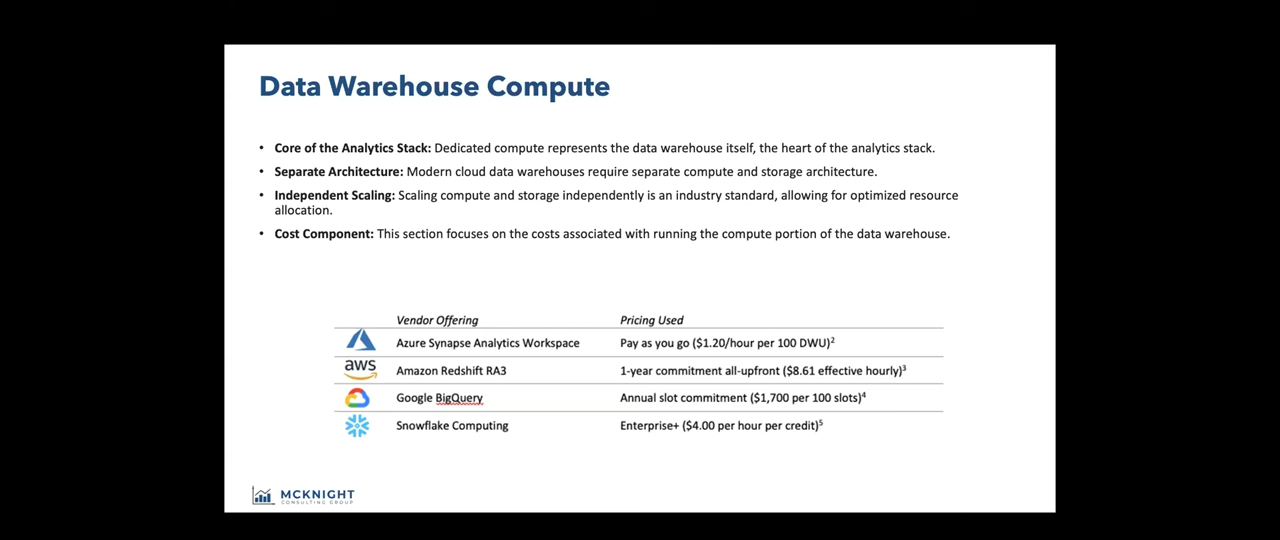 Data Warehouse Compute
• Core of the Analytics Stack: Dedicated compute represents the data warehouse itself, the heart of the analytics stack.
• Separate Architecture: Modern cloud data warehouses require separate compute and storage architecture.
• Independent Scaling: Scaling compute and storage independently is an industry standard, allowing for optimized resource
allocation.
• Cost Component: This section focuses on the costs associated with running the compute portion of the data warehouse.
Vendor Offering Pricing Used
Azure Synapse Analytics Workspace Pay as you go ($1.20/hour per 100 DWU)²
aws Amazon Redshift RA3 1-year commitment all-upfront ($8.61 effective hourly)³
Google BigQuery Annual slot commitment ($1,700 per 100 slots)⁴
Snowflake Computing Enterprise+ ($4.00 per hour per credit)⁵
MCKNIGHT
CONSULTING GROUP